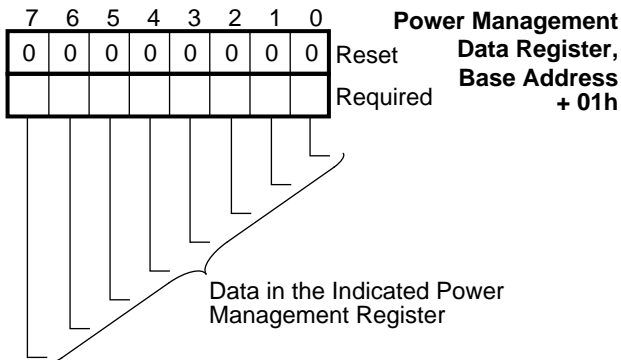 7 6 5 4 3 2 1 0
0 0 0 0 0 0 0 0 Reset
Required
Power Management
Data Register,
Base Address
+ 01h
Data in the Indicated Power
Management Register